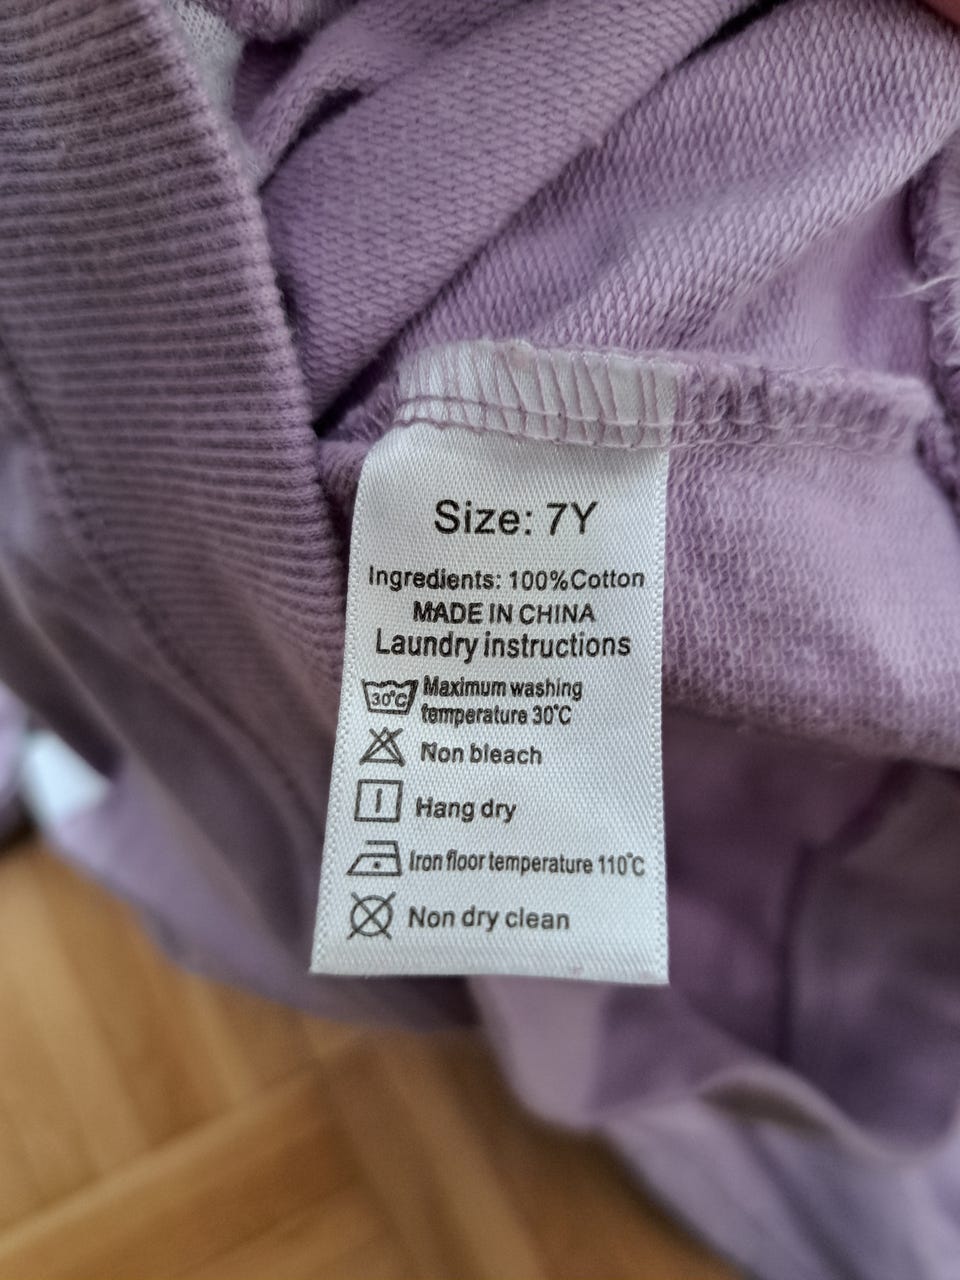 Size: 7Y
Ingredients: 100%Cotton
MADE IN CHINA
Laundry instructions
30°C Maximum washing
temperature 30°C
Non bleach
Hang dry
Iron floor temperature 110°C
Non dry clean